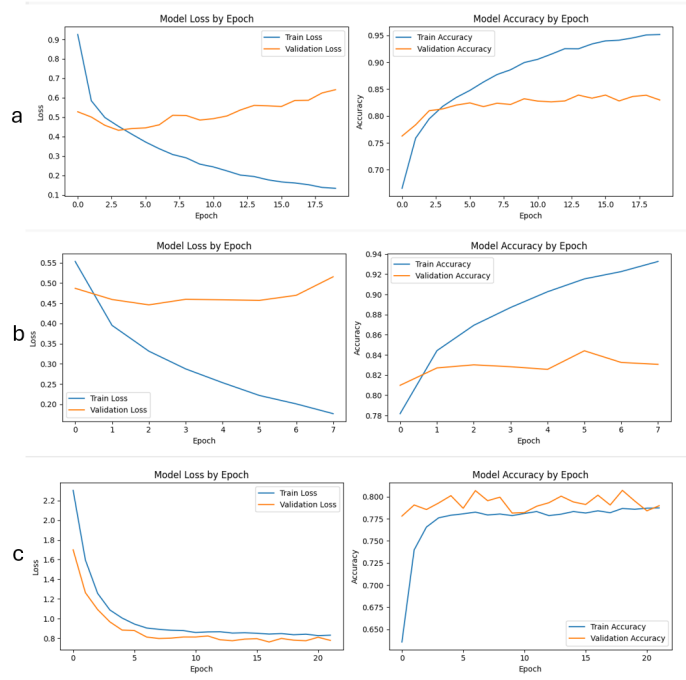 a
Model Loss by Epoch
Train Loss
Validation Loss
0.9
0.8
0.7
0.6
0.5
0.4
0.3
0.2
0.1
Loss
0.0 2.5 5.0 7.5 10.0 12.5 15.0 17.5
Epoch
Model Accuracy by Epoch
Train Accuracy
Validation Accuracy
0.95
0.90
0.85
0.80
0.75
0.70
Accuracy
0.0 2.5 5.0 7.5 10.0 12.5 15.0 17.5
Epoch
b
Model Loss by Epoch
0.55
0.50
0.45
0.40
0.35
0.30
0.25
0.20
Loss
Train Loss
Validation Loss
0 1 2 3 4 5 6 7
Epoch
Model Accuracy by Epoch
Train Accuracy
Validation Accuracy
0.94
0.92
0.90
0.88
0.86
0.84
0.82
0.80
0.78
Accuracy
0 1 2 3 4 5 6 7
Epoch
c
Model Loss by Epoch
Train Loss
Validation Loss
2.2
2.0
1.8
1.6
1.4
1.2
1.0
0.8
Loss
0 5 10 15 20
Epoch
Model Accuracy by Epoch
0.800
0.775
0.750
0.725
0.700
0.675
0.650
Accuracy
Train Accuracy
Validation Accuracy
0 5 10 15 20
Epoch